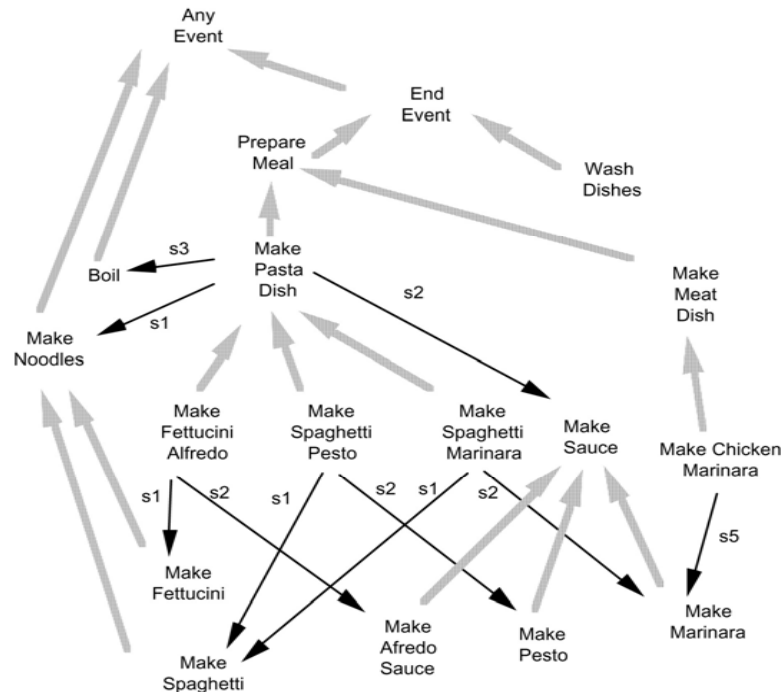 Any
Event
End
Event
Prepare
Meal
Wash
Dishes
s3
Boil
Make
Pasta
Dish
s2
Make
Meat
Dish
s1
Make
Noodles
Make
Fettucini
Alfredo
Make
Spaghetti
Pesto
Make
Spaghetti
Marinara
Make
Sauce
Make Chicken
Marinara
s1
s2
s1
s2
s1
s2
s5
Make
Fettucini
Make
Spaghetti
Make
Afredo
Sauce
Make
Pesto
Make
Marinara